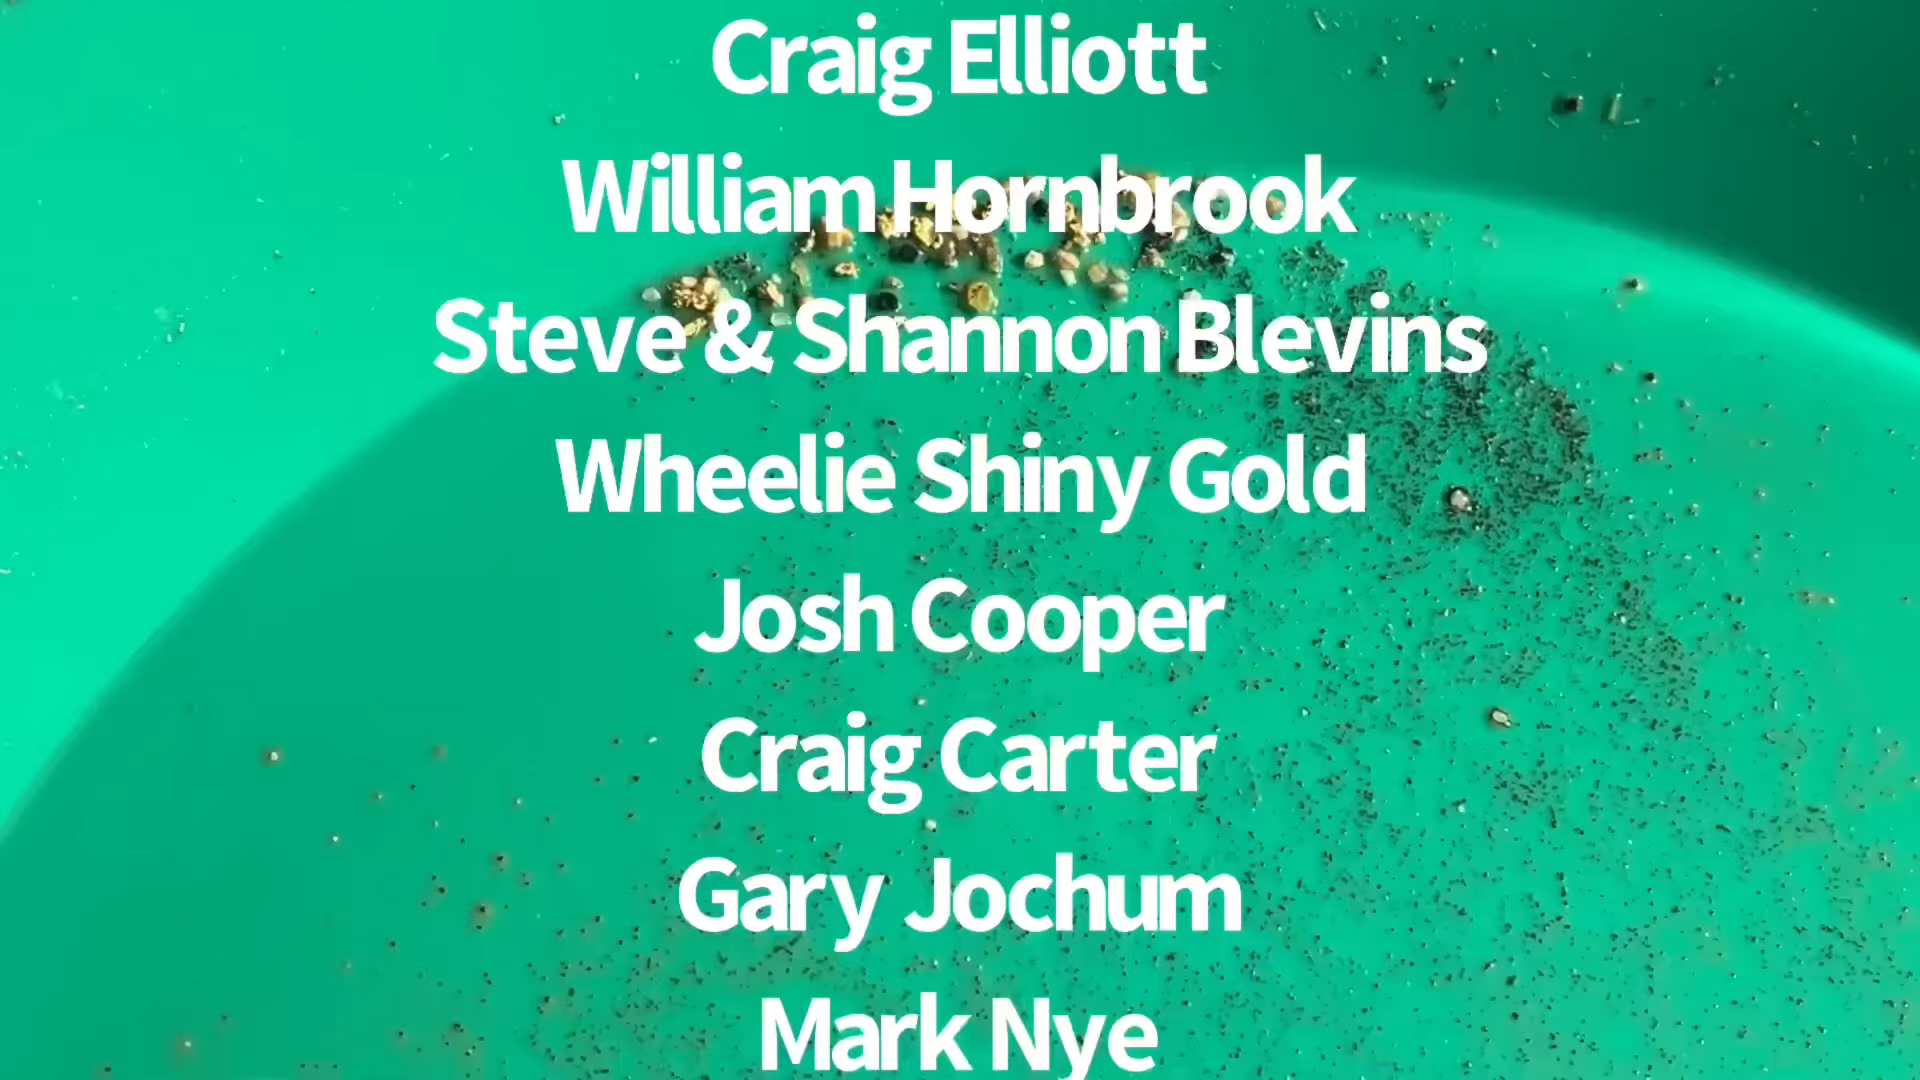 Craig Elliott
William Hornbrook
Steve & Shannon Blevins
Wheelie Shiny Gold
Josh Cooper
Craig Carter
Gary Jochum
Mark Nye